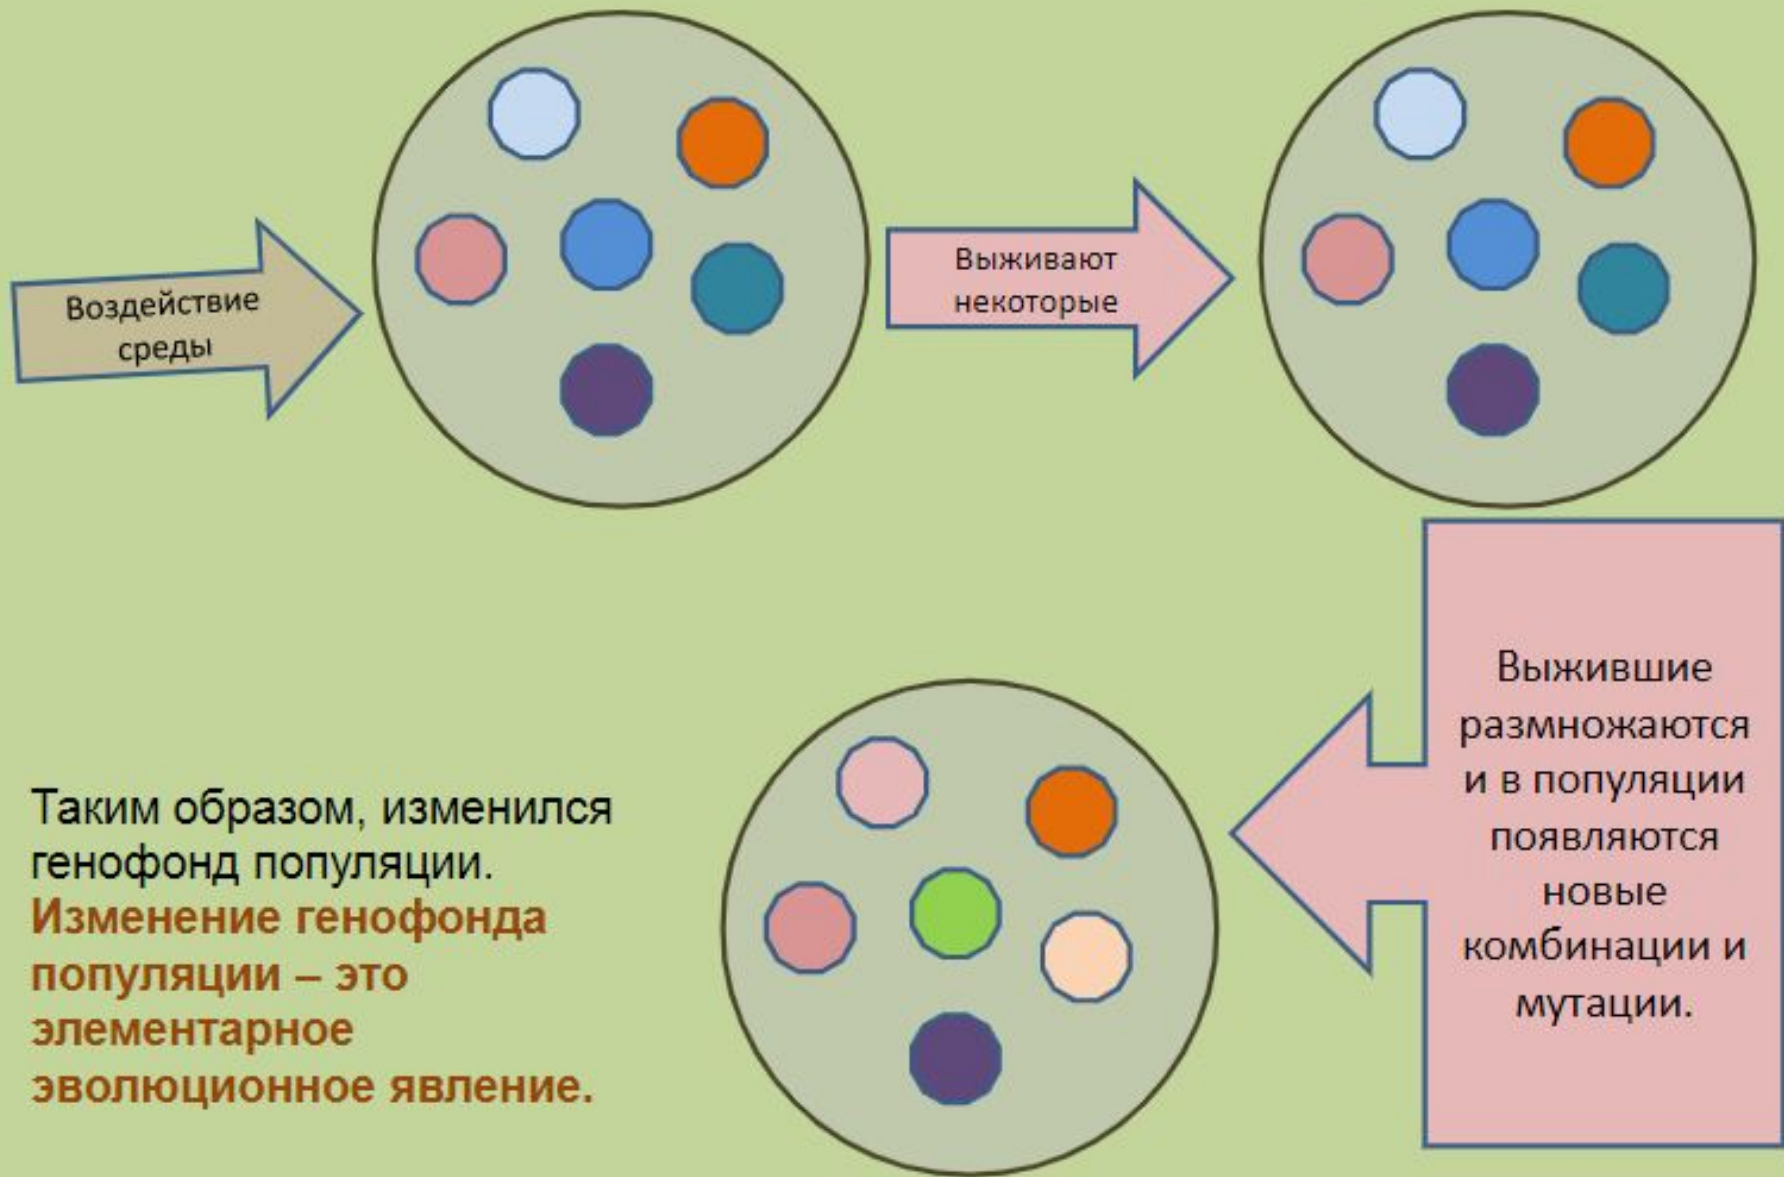 Воздействие
среды
Выживают
некоторые
Выжившие
размножаются
и в популяции
появляются
новые
комбинации и
мутации.
Таким образом, изменился
генофонд популяции.
Изменение генофонда
популяции – это
элементарное
эволюционное явление.